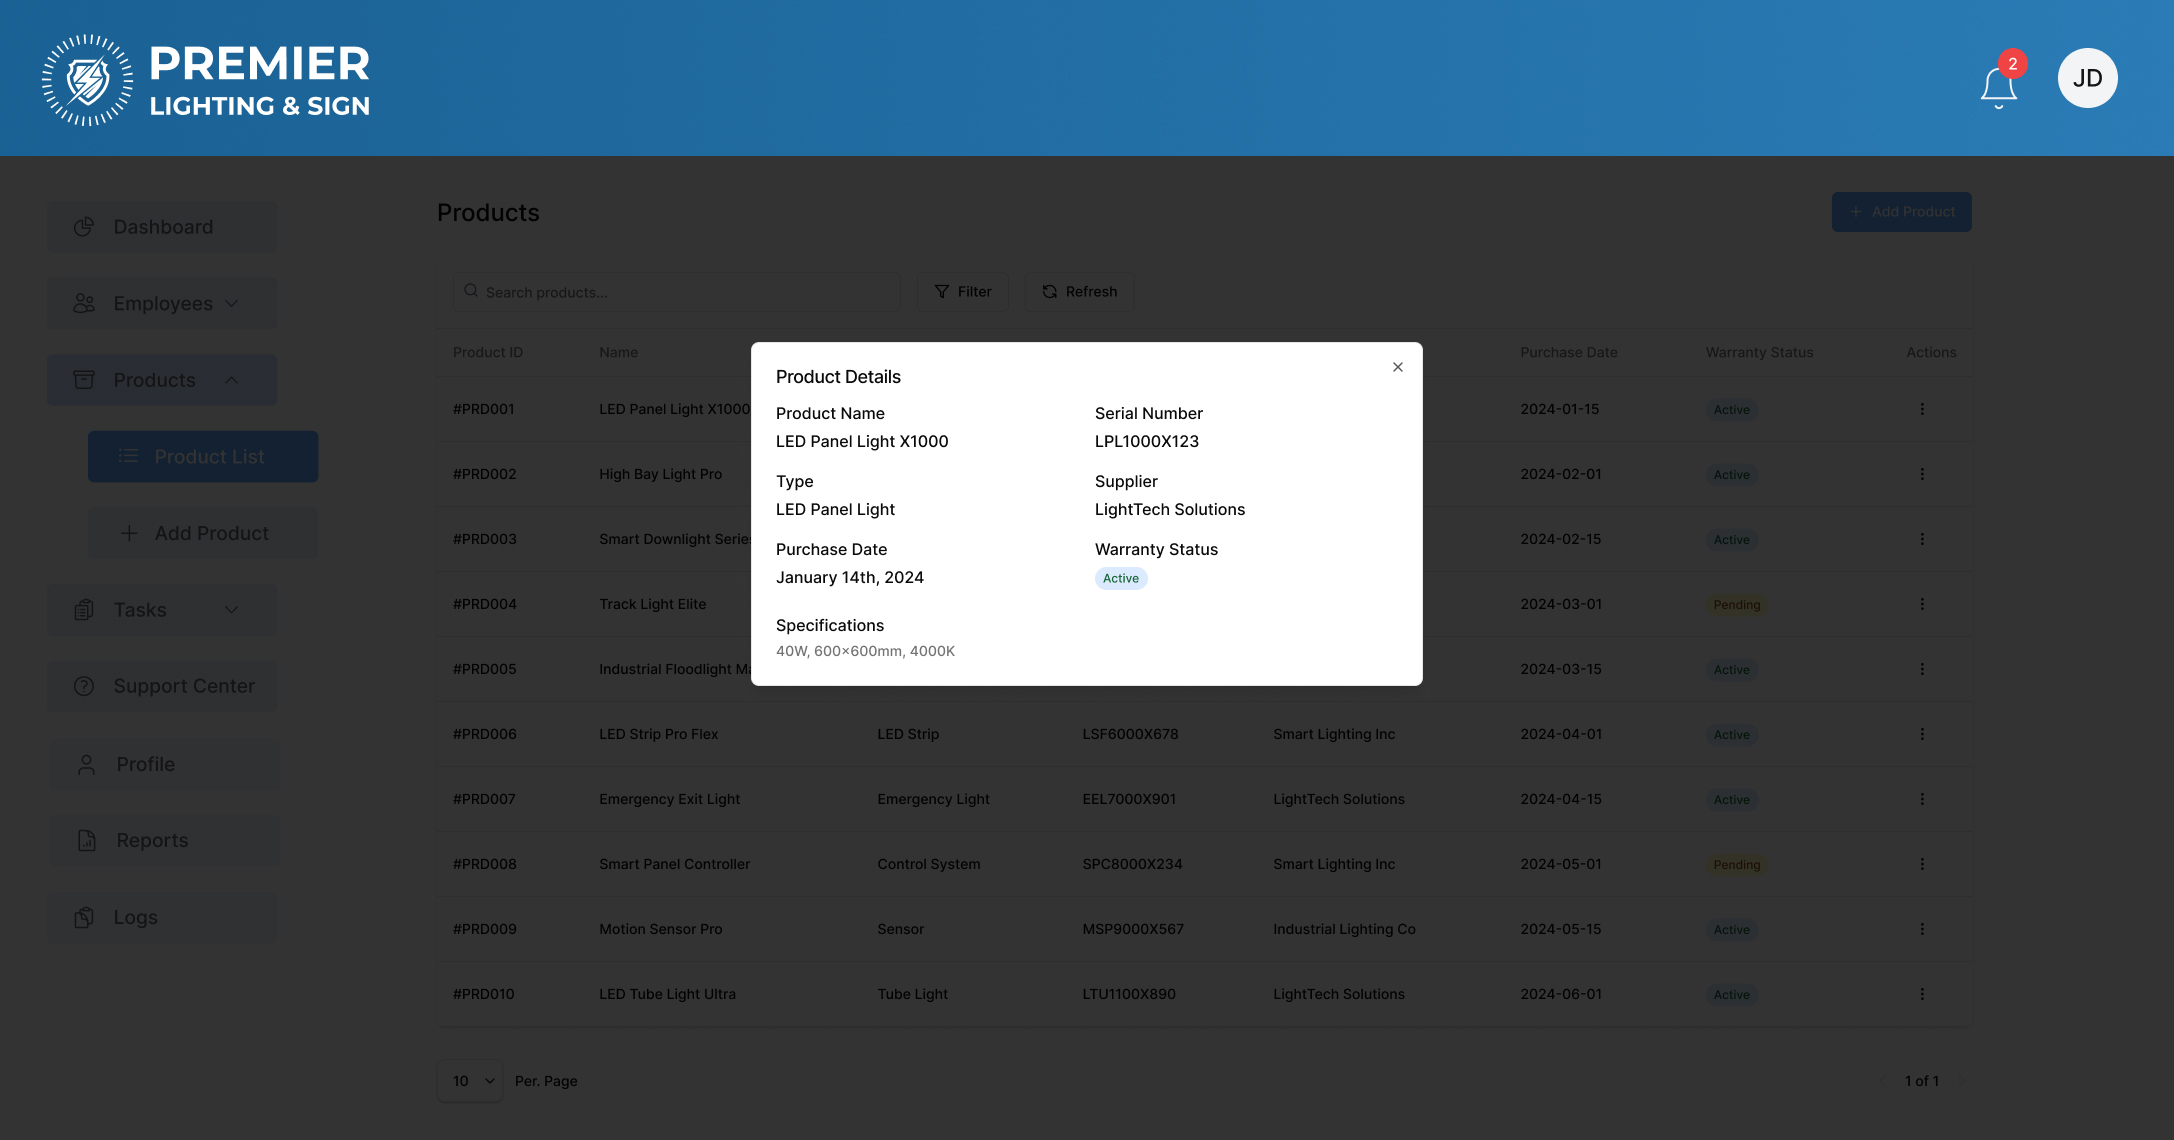 PREMIER
LIGHTING & SIGN
2
JD
Dashboard
Employees
Products
Product List
Add Product
Tasks
Support Center
Profile
Reports
Logs
Products
+ Add Product
Search products...
Filter
Refresh
Product ID Name Purchase Date Warranty Status Actions
#PRD001 LED Panel Light X1000 2024-01-15 Active
#PRD002 High Bay Light Pro 2024-02-01 Active
#PRD003 Smart Downlight Series 2024-02-15 Active
#PRD004 Track Light Elite 2024-03-01 Pending
#PRD005 Industrial Floodlight 2024-03-15 Active
#PRD006 LED Strip Pro Flex LED Strip LSF6000X678 Smart Lighting Inc 2024-04-01 Active
#PRD007 Emergency Exit Light Emergency Light EEL7000X901 LightTech Solutions 2024-04-15 Active
#PRD008 Smart Panel Controller Control System SPC8000X234 Smart Lighting Inc 2024-05-01 Pending
#PRD009 Motion Sensor Pro Sensor MSP9000X567 Industrial Lighting Co 2024-05-15 Active
#PRD010 LED Tube Light Ultra Tube Light LTU1100X890 LightTech Solutions 2024-06-01 Active
10 Per. Page
1 of 1
Product Details
Product Name
LED Panel Light X1000
Serial Number
LPL1000X123
Type
LED Panel Light
Supplier
LightTech Solutions
Purchase Date
January 14th, 2024
Warranty Status
Active
Specifications
40W, 600x600mm, 4000K